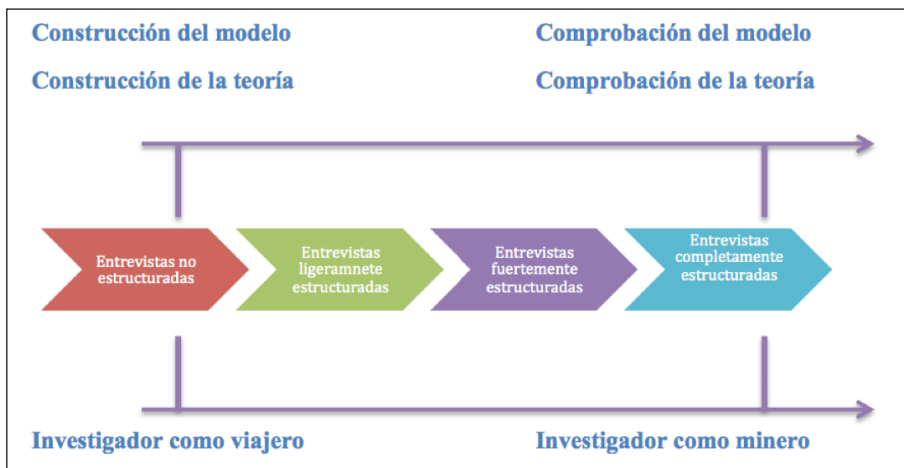 Construcción del modelo
Comprobación del modelo
Construcción de la teoría
Comprobación de la teoría
Entrevistas no
estructuradas
Entrevistas
ligeramnete
estructuradas
Entrevistas
fuertemente
estructuradas
Entrevistas
completamente
estructuradas
Investigador como viajero
Investigador como minero